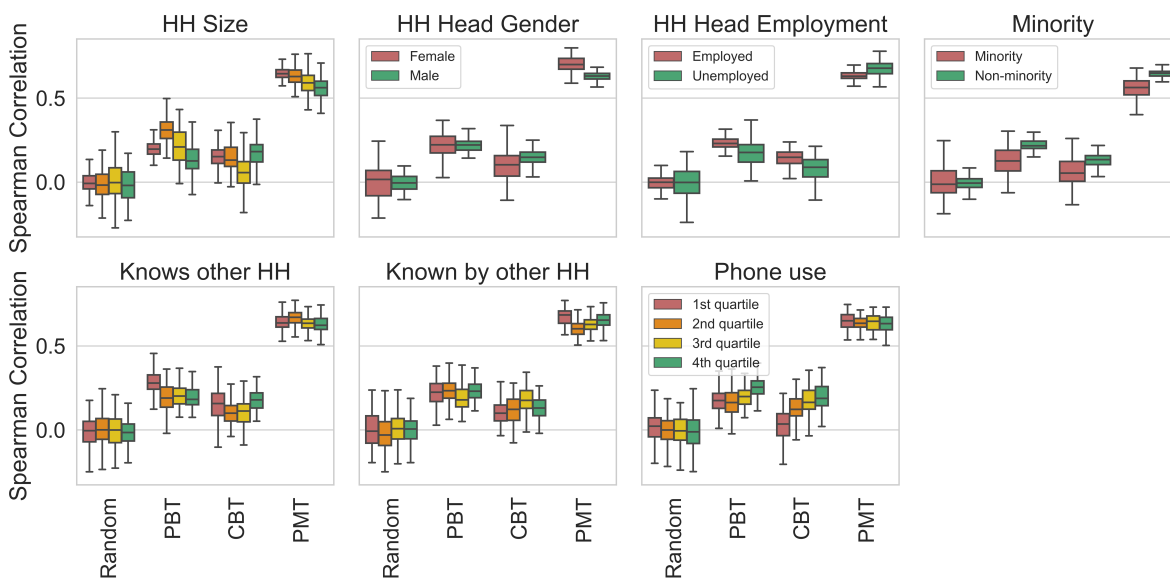 HH Size
HH Head Gender
HH Head Employment
Minority
Spearman Correlation
0.5
0.0
Female
Male
Employed
Unemployed
Minority
Non-minority
Knows other HH
Known by other HH
Phone use
Spearman Correlation
0.5
0.0
1st quartile
2nd quartile
3rd quartile
4th quartile
Random
PBT
CBT
PMT
Random
PBT
CBT
PMT
Random
PBT
CBT
PMT